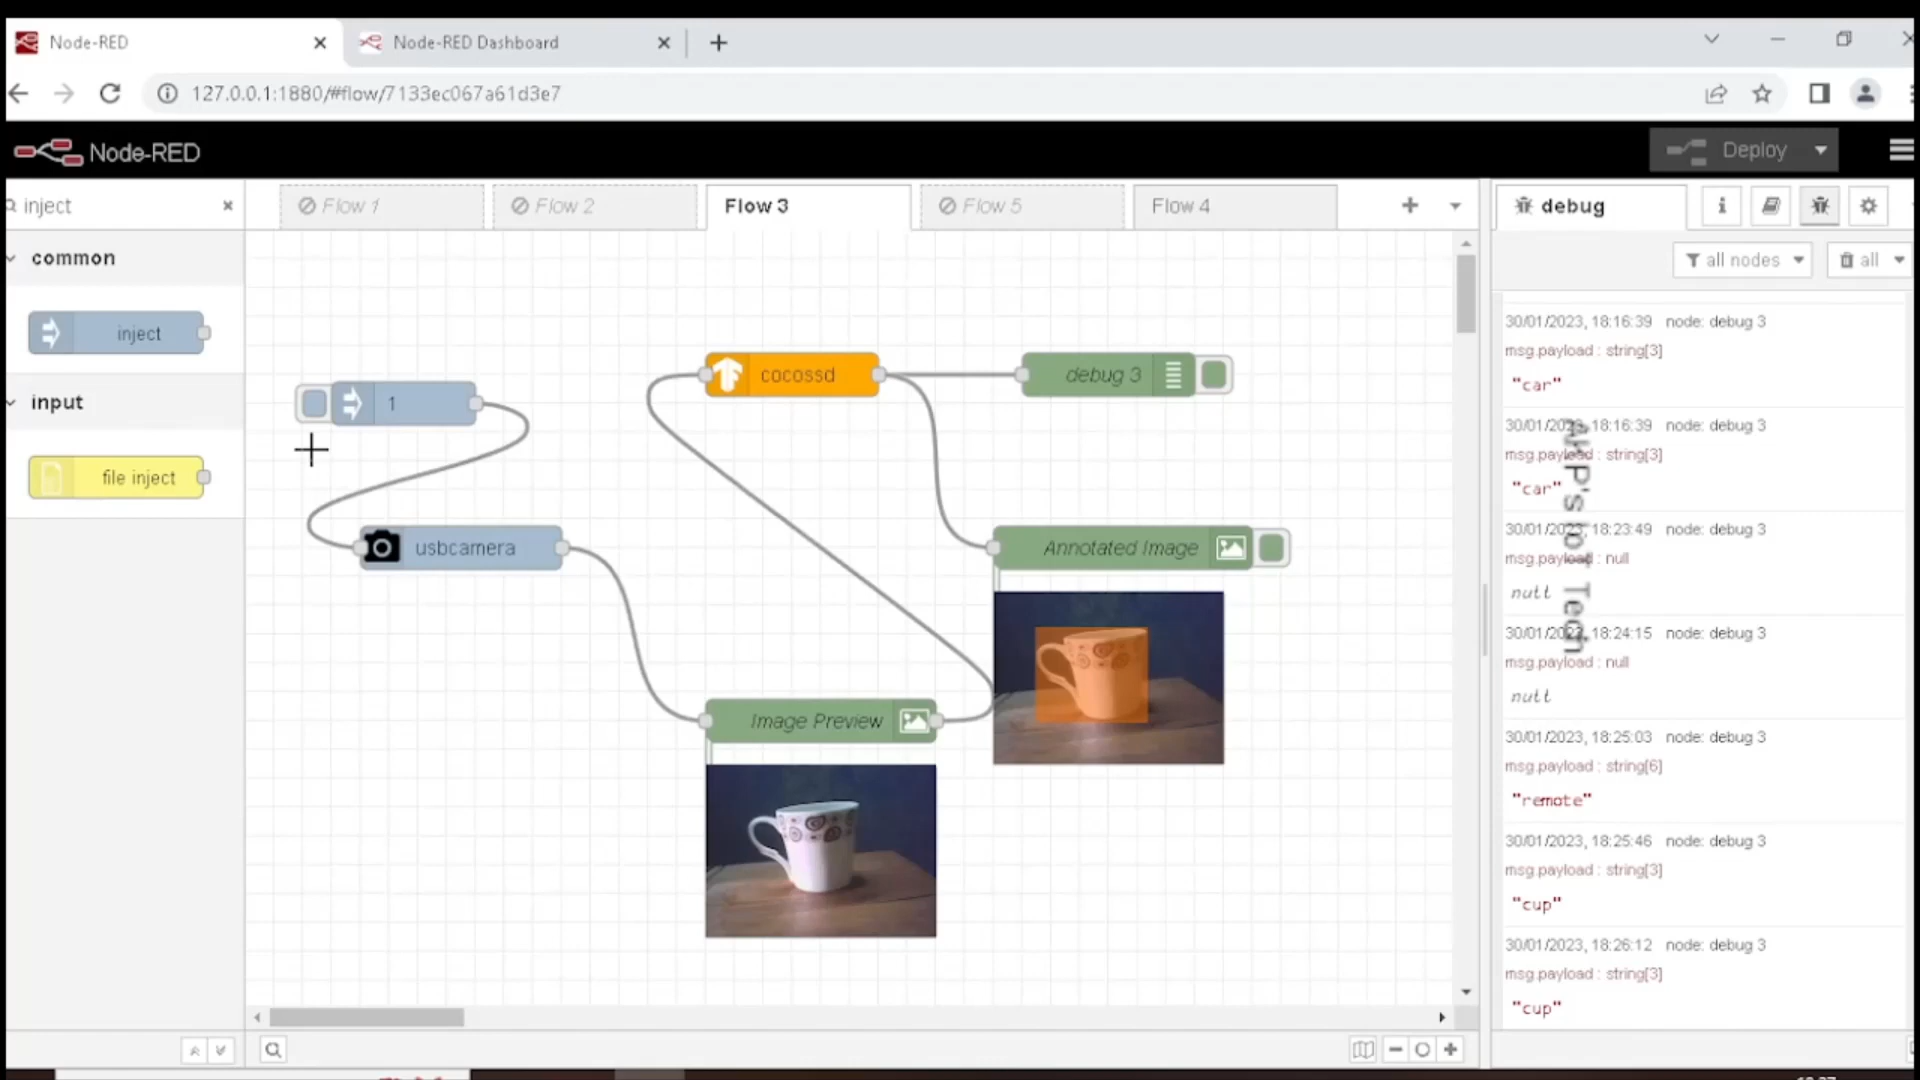 Node-RED
Node-RED Dashboard
127.0.0.1:1880/#flow/7133ec067a61d3e7
Node-RED
Deploy
inject
Flow 1
Flow 2
Flow 3
Flow 5
Flow 4
debug
common
all nodes
all
inject
input
file inject
1
cocossd
debug 3
usbcamera
Annotated Image
Image Preview
30/01/2023, 18:16:39 node: debug 3
msg.payload : string[3]
"car"
30/01/2023, 18:16:39 node: debug 3
msg.payload : string[3]
"car"
30/01/2023, 18:23:49 node: debug 3
msg.payload : null
null
30/01/2023, 18:24:15 node: debug 3
msg.payload : null
null
30/01/2023, 18:25:03 node: debug 3
msg.payload : string[6]
"remote"
30/01/2023, 18:25:46 node: debug 3
msg.payload : string[3]
"cup"
30/01/2023, 18:26:12 node: debug 3
msg.payload : string[3]
"cup"
AKP's IoT Tech